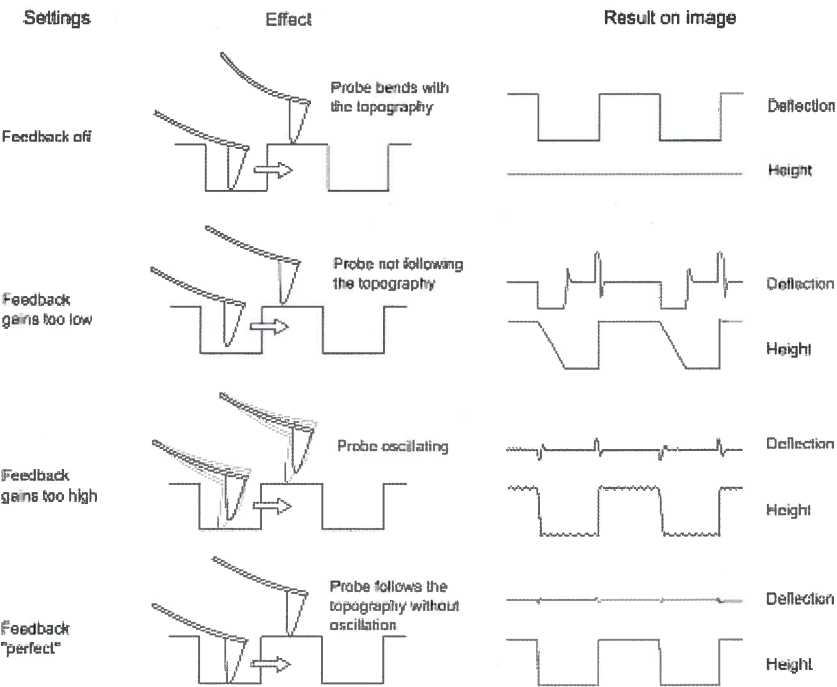 Settings
Effect
Result on image
Feedback off
Probe bends with
the topography
Deflection
Height
Feedback
gains too low
Probe not following
the topography
Deflection
Height
Feedback
gains too high
Probe oscillating
Deflection
Height
Feedback
"perfect"
Probe follows the
topography without
oscillation
Deflection
Height